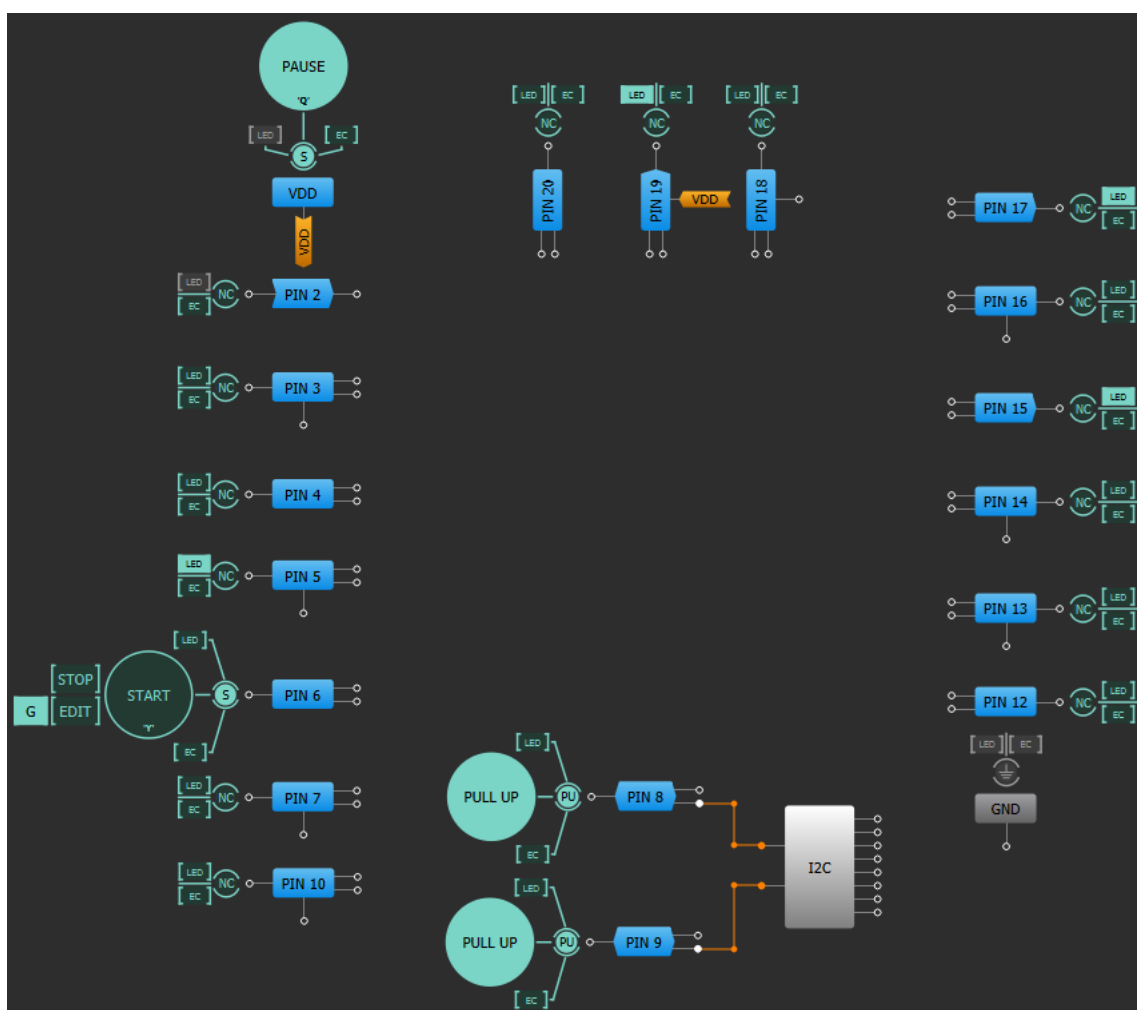 PAUSE
'Q'
LED
EC
S
VDD
VDD
LED
EC
NC
PIN 2
LED
EC
NC
PIN 3
LED
EC
NC
PIN 4
LED
EC
NC
PIN 5
LED
STOP
G
EDIT
START
'Y'
S
PIN 6
EC
LED
EC
NC
PIN 7
LED
EC
NC
PIN 10
LED
EC
NC
PIN 20
LED
EC
NC
PIN 19
VDD
LED
EC
NC
PIN 18
LED
PULL UP
PU
PIN 8
EC
I2C
LED
PULL UP
PU
PIN 9
EC
PIN 17
NC
LED
EC
PIN 16
NC
LED
EC
PIN 15
NC
LED
EC
PIN 14
NC
LED
EC
PIN 13
NC
LED
EC
PIN 12
NC
LED
EC
LED
EC
GND